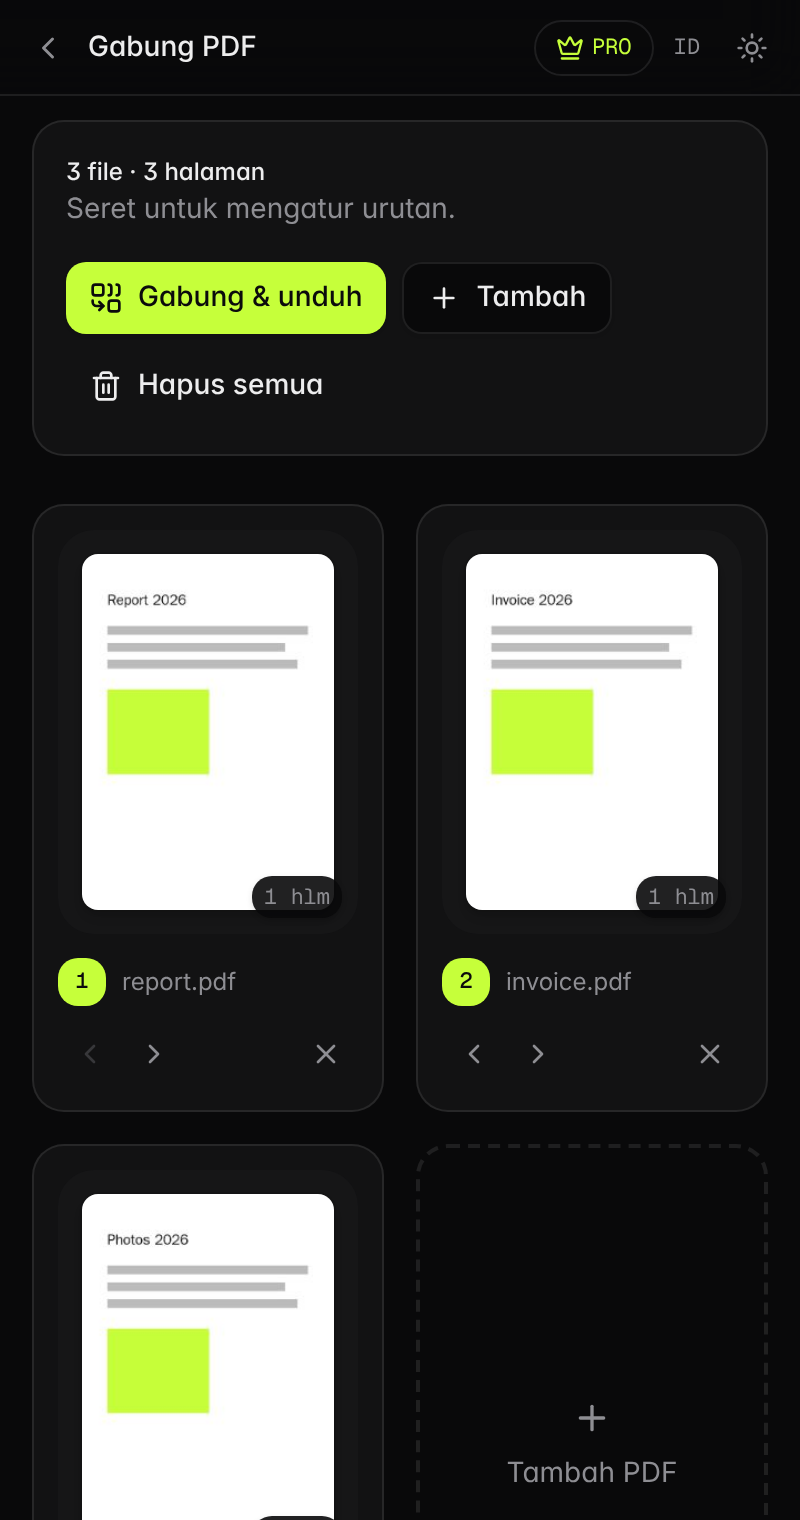 Gabung PDF
PRO
ID
3 file · 3 halaman
Seret untuk mengatur urutan.
Gabung & unduh
Tambah
Hapus semua
Report 2026
1 hlm
1
report.pdf
Invoice 2026
1 hlm
2
invoice.pdf
Photos 2026
Tambah PDF